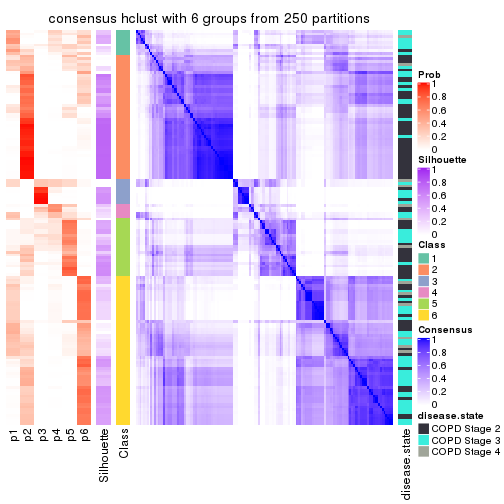 consensus hclust with 6 groups from 250 partitions
Prob
1
0.8
0.6
0.4
0.2
0
Silhouette
1
0.8
0.6
0.4
0.2
0
Class
1
2
3
4
5
6
Consensus
1
0.8
0.6
0.4
0.2
0
disease.state
COPD Stage 2
COPD Stage 3
COPD Stage 4
p1
p2
p3
p4
p5
p6
Silhouette
Class
disease.state